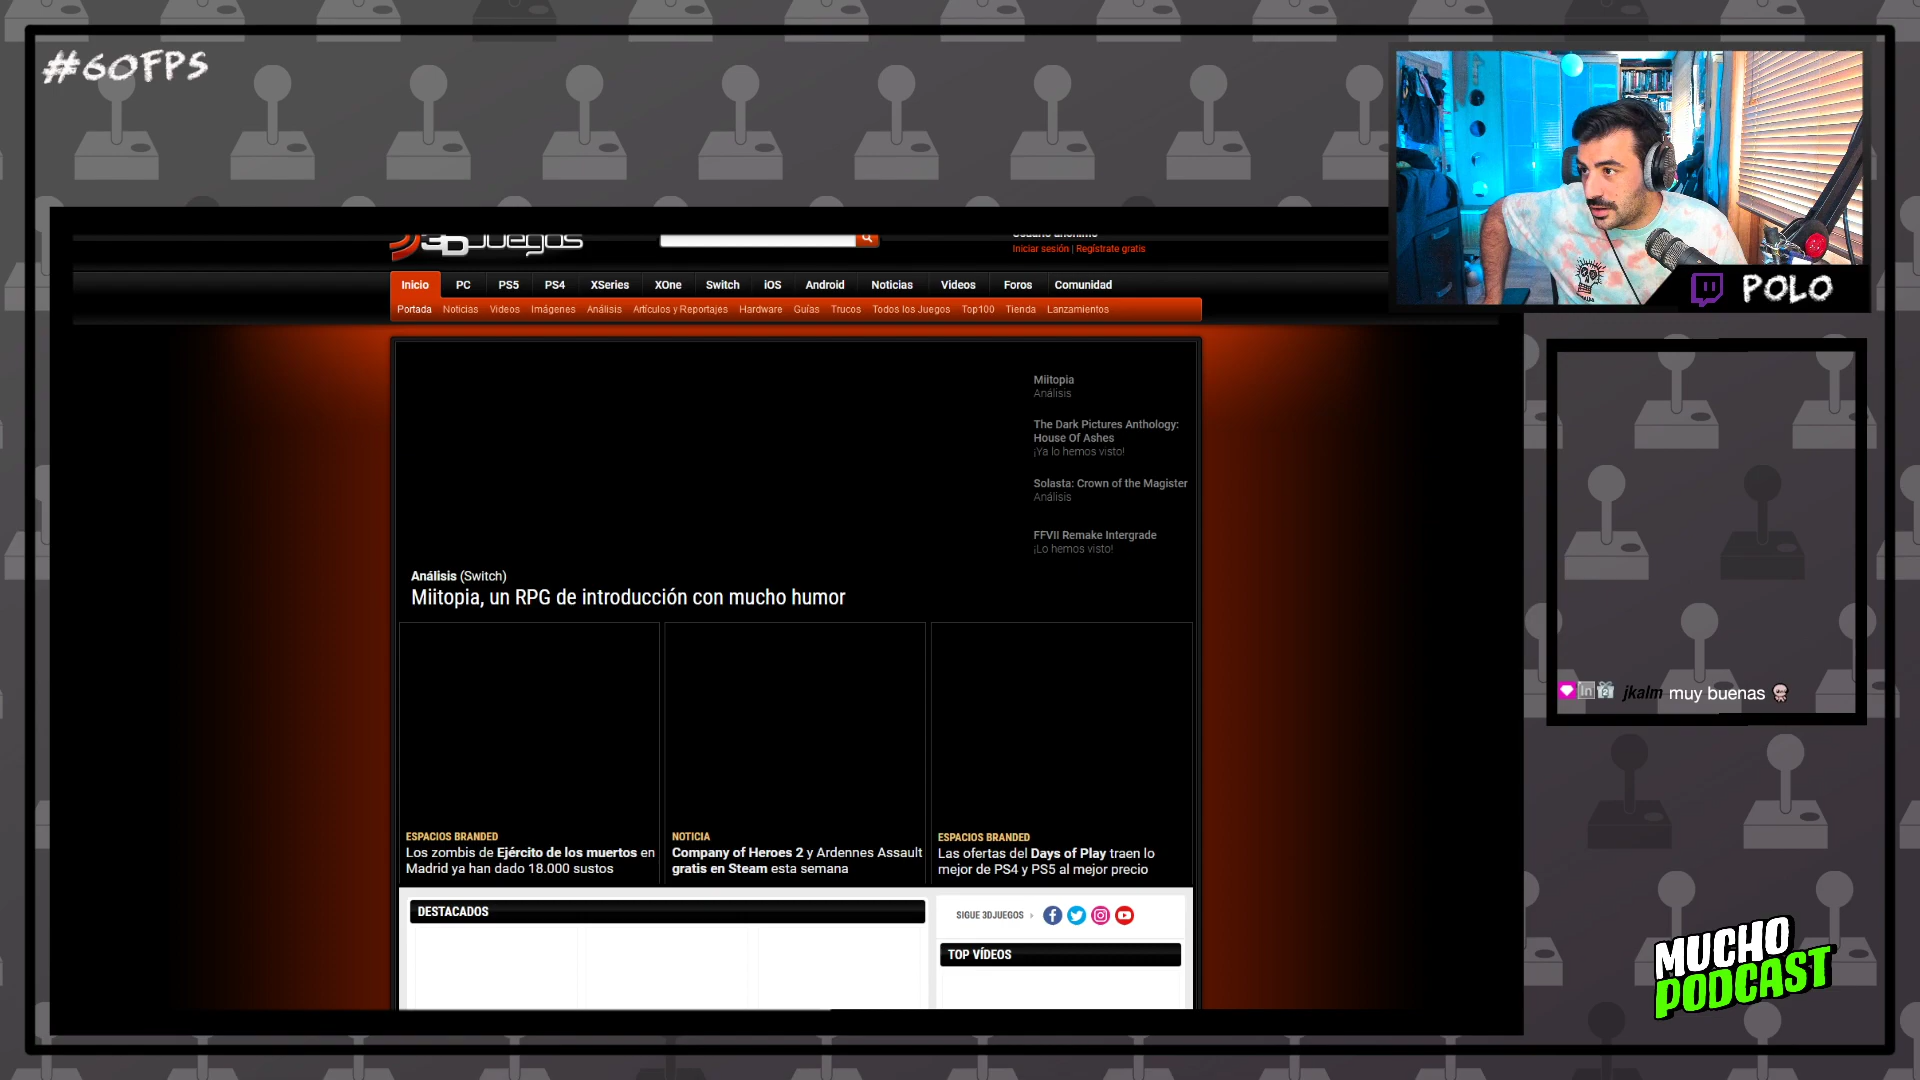 #60FPS
3DJuegos
Usuario anónimo
Iniciar sesión | Regístrate gratis
Inicio PC PS5 PS4 XSeries XOne Switch iOS Android Noticias Videos Foros Comunidad
Portada Noticias Videos Imágenes Análisis Artículos y Reportajes Hardware Guías Trucos Todos los Juegos Top100 Tienda Lanzamientos
POLO
Miitopia
Análisis
The Dark Pictures Anthology:
House Of Ashes
¡Ya lo hemos visto!
Solasta: Crown of the Magister
Análisis
FFVII Remake Intergrade
¡Lo hemos visto!
Análisis (Switch)
Miitopia, un RPG de introducción con mucho humor
ESPACIOS BRANDED
Los zombis de Ejército de los muertos en
Madrid ya han dado 18.000 sustos
NOTICIA
Company of Heroes 2 y Ardennes Assault
gratis en Steam esta semana
ESPACIOS BRANDED
Las ofertas del Days of Play traen lo
mejor de PS4 y PS5 al mejor precio
DESTACADOS
SIGUE 3DJUEGOS
TOP VÍDEOS
jkalm muy buenas
MUCHO
PODCAST